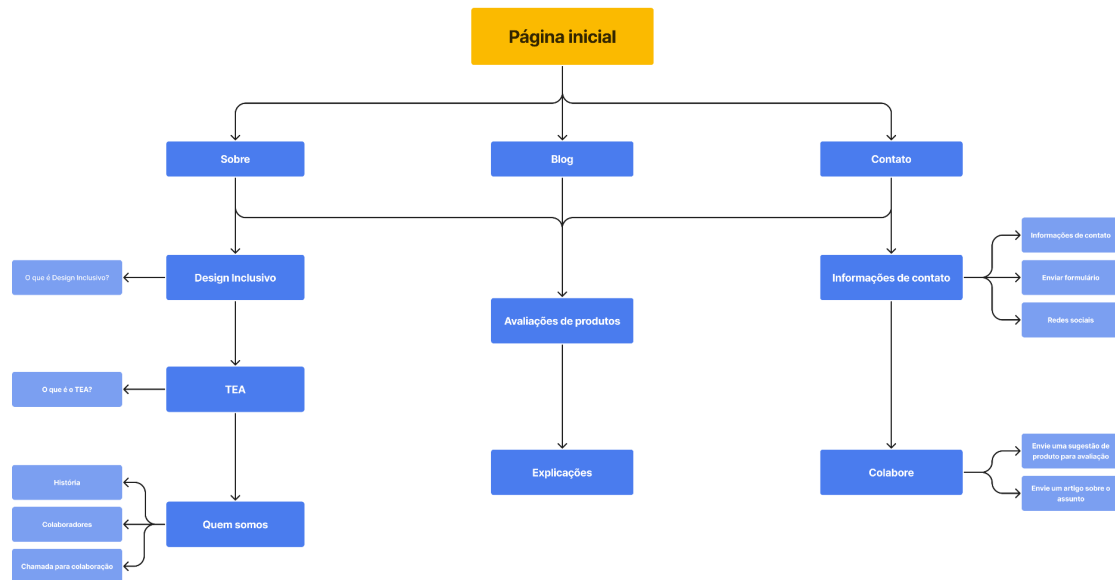 Página inicial
Sobre
Blog
Contato
Informações de contato
O que é Design Inclusivo?
Design Inclusivo
Informações de contato
Enviar formulário
Avaliações de produtos
Redes sociais
O que é o TEA?
TEA
Envie uma sugestão de
produto para avaliação
História
Explicações
Colabore
Envie um artigo sobre o
assunto
Colaboradores
Quem somos
Chamada para colaboração